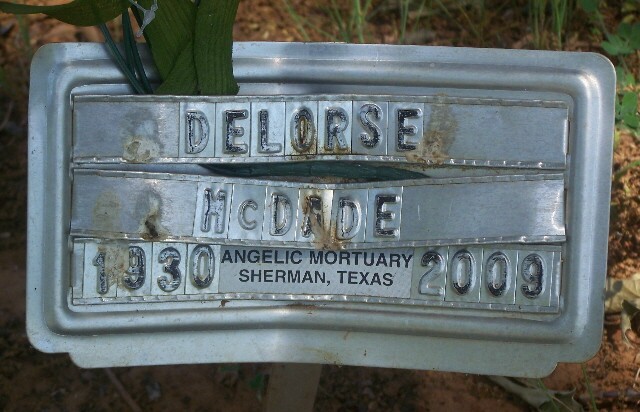 DELORSE
McDADE
1930 ANGELIC MORTUARY 2009
SHERMAN, TEXAS